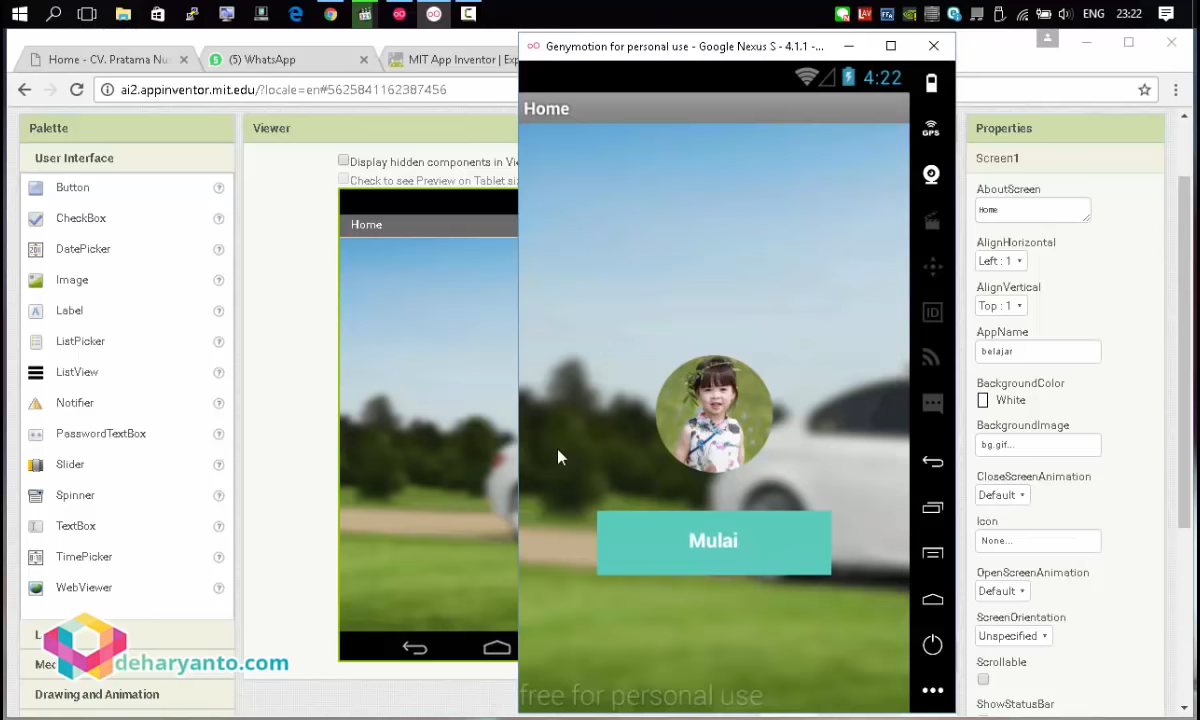 ENG 23:22
Home - CV. Pratama Nus
(5) WhatsApp
MIT App Inventor | Exp
ai2.appinventor.mit.edu/?locale=en#5625841162387456
Genymotion for personal use - Google Nexus S - 4.1.1 -...
Palette
User Interface
Button
CheckBox
DatePicker
Image
Label
ListPicker
ListView
Notifier
PasswordTextBox
Slider
Spinner
TextBox
TimePicker
WebViewer
L
Med
Drawing and Animation
deharyanto.com
Viewer
Display hidden components in Vie
Check to see Preview on Tablet siz
Home
4:22
Home
Mulai
free for personal use
GPS
ID
Properties
Screen1
AboutScreen
Home
AlignHorizontal
Left : 1
AlignVertical
Top : 1
AppName
belajar
BackgroundColor
White
BackgroundImage
bg.gif...
CloseScreenAnimation
Default
Icon
None...
OpenScreenAnimation
Default
ScreenOrientation
Unspecified
Scrollable
ShowStatusBar